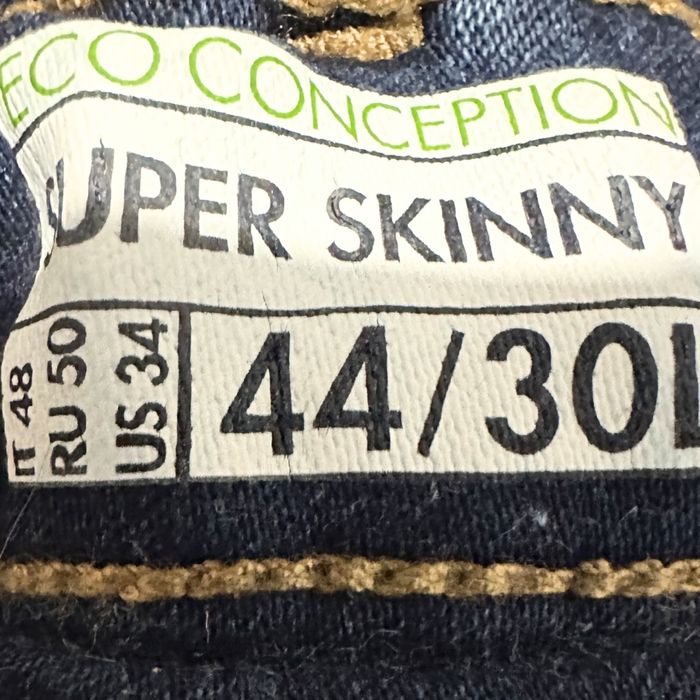 ECO CONCEPTION
SUPER SKINNY
IT 48
RU 50
US 34
44/30L